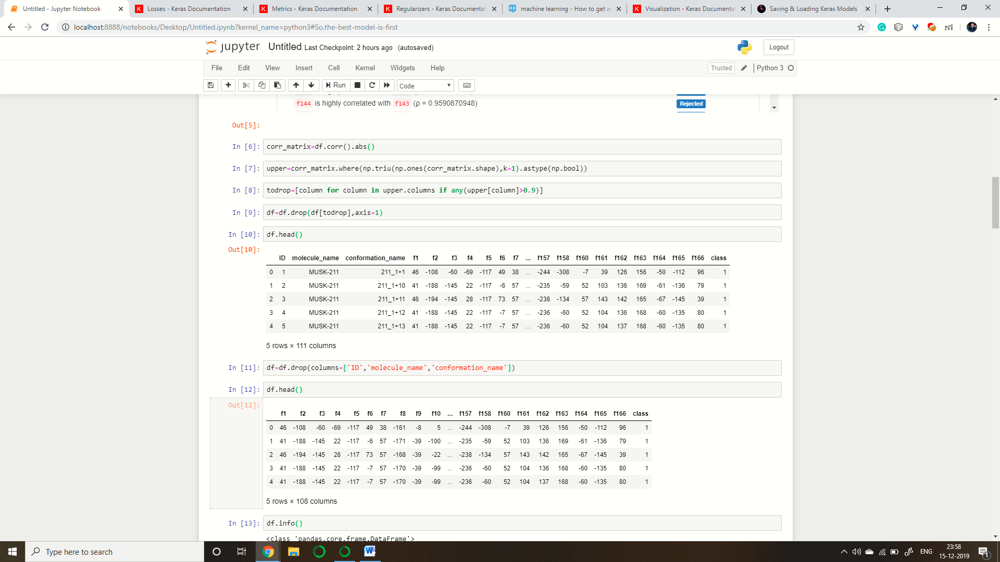 Untitled - Jupyter Notebook
Losses - Keras Documentation
Metrics - Keras Documentation
Regularizers - Keras Documentat
machine learning - How to get a
Visualization - Keras Documentat
Saving & Loading Keras Models
localhost:8888/notebooks/Desktop/Untitled.ipynb?kernel_name=python3#So,the-best-model-is-first
jupyter Untitled Last Checkpoint: 2 hours ago (autosaved)
Logout
File Edit View Insert Cell Kernel Widgets Help
Trusted Python 3
Run Code
f144 is highly correlated with f143 (ρ = 0.9590870948) Rejected
Out[5]:
In [6]: corr_matrix=df.corr().abs()
In [7]: upper=corr_matrix.where(np.triu(np.ones(corr_matrix.shape),k=1).astype(np.bool))
In [8]: todrop=[column for column in upper.columns if any(upper[column]>0.9)]
In [9]: df=df.drop(df[todrop],axis=1)
In [10]: df.head()
Out[10]:
ID molecule_name conformation_name f1 f2 f3 f4 f5 f6 f7 ... f157 f158 f160 f161 f162 f163 f164 f165 f166 class
0 1 MUSK-211 211_1+1 46 -108 -60 -69 -117 49 38 ... -244 -308 -7 39 126 156 -50 -112 96 1
1 2 MUSK-211 211_1+10 41 -188 -145 22 -117 -6 57 ... -235 -59 52 103 136 169 -61 -136 79 1
2 3 MUSK-211 211_1+11 46 -194 -145 28 -117 73 57 ... -238 -134 57 143 142 165 -67 -145 39 1
3 4 MUSK-211 211_1+12 41 -188 -145 22 -117 -7 57 ... -236 -60 52 104 136 168 -60 -135 80 1
4 5 MUSK-211 211_1+13 41 -188 -145 22 -117 -7 57 ... -236 -60 52 104 137 168 -60 -135 80 1
5 rows × 111 columns
In [11]: df=df.drop(columns=['ID','molecule_name','conformation_name'])
In [12]: df.head()
Out[12]:
f1 f2 f3 f4 f5 f6 f7 f8 f9 f10 ... f157 f158 f160 f161 f162 f163 f164 f165 f166 class
0 46 -108 -60 -69 -117 49 38 -161 -8 5 ... -244 -308 -7 39 126 156 -50 -112 96 1
1 41 -188 -145 22 -117 -6 57 -171 -39 -100 ... -235 -59 52 103 136 169 -61 -136 79 1
2 46 -194 -145 28 -117 73 57 -168 -39 -22 ... -238 -134 57 143 142 165 -67 -145 39 1
3 41 -188 -145 22 -117 -7 57 -170 -39 -99 ... -236 -60 52 104 136 168 -60 -135 80 1
4 41 -188 -145 22 -117 -7 57 -170 -39 -99 ... -236 -60 52 104 137 168 -60 -135 80 1
5 rows × 108 columns
In [13]: df.info()
<class 'pandas.core.frame.DataFrame'>
Type here to search
ENG
23:58
15-12-2019
1